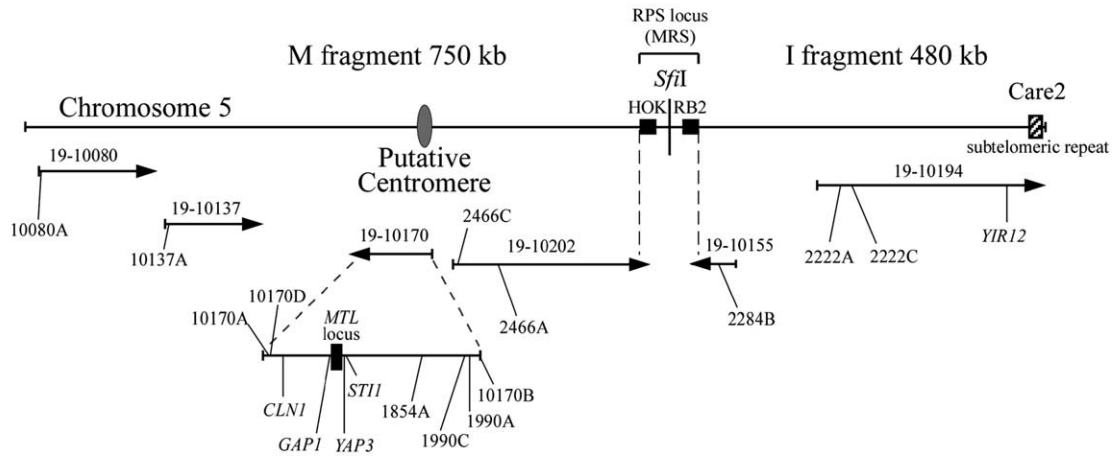 RPS locus
(MRS)
M fragment 750 kb
I fragment 480 kb
SfiI
Chromosome 5
HOK
RB2
Care2
subtelomeric repeat
Putative
Centromere
19-10080
10080A
19-10137
10137A
19-10170
2466C
19-10202
2466A
19-10155
2284B
19-10194
2222A
2222C
YIR12
10170A
10170D
MTL
locus
CLN1
GAP1
YAP3
STI1
1854A
1990C
1990A
10170B